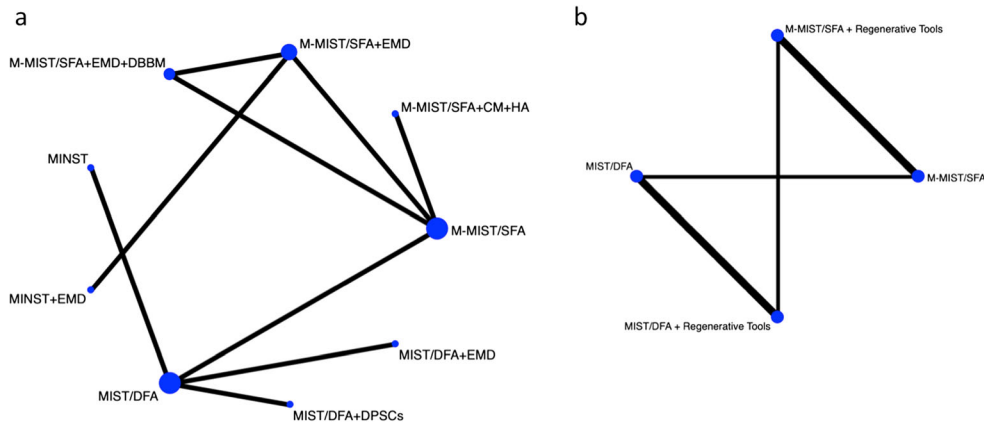 a
M-MIST/SFA+EMD
M-MIST/SFA+EMD+DBBM
M-MIST/SFA+CM+HA
MINST
M-MIST/SFA
MINST+EMD
MIST/DFA+EMD
MIST/DFA
MIST/DFA+DPSCs
b
M-MIST/SFA + Regenerative Tools
MIST/DFA
M-MIST/SFA
MIST/DFA + Regenerative Tools